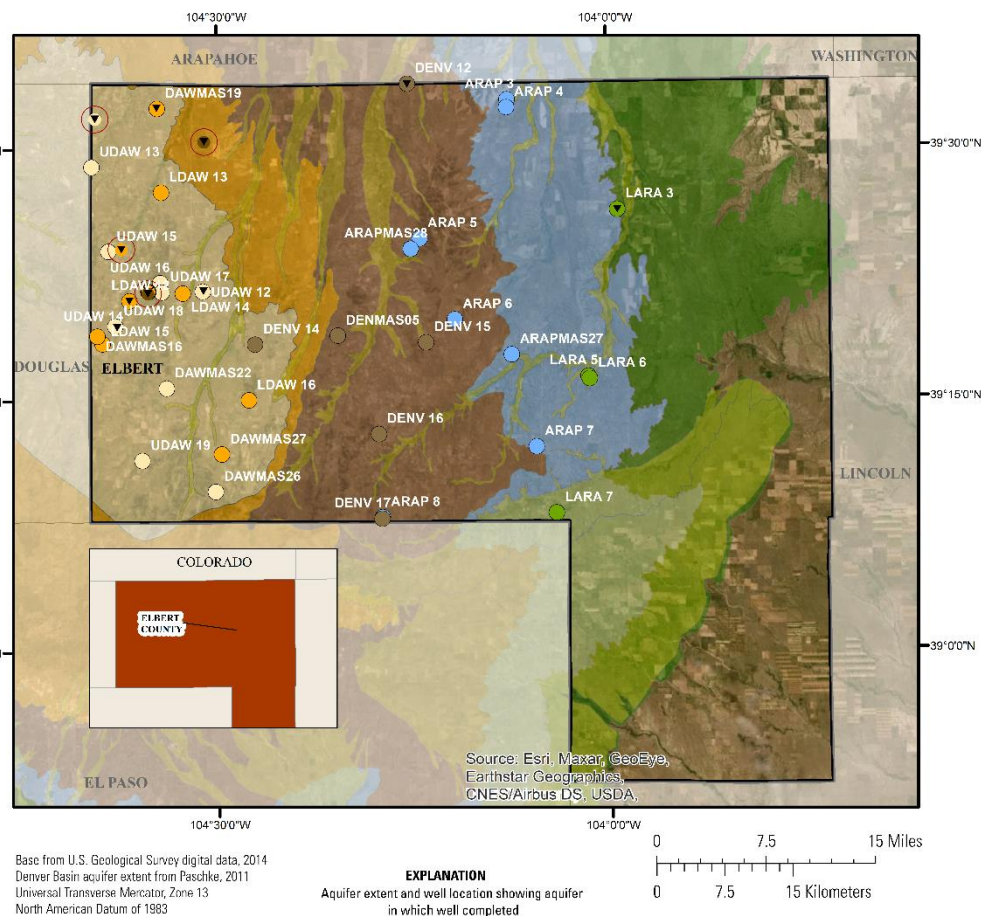 104°30'0"W
104°0'0"W
ARAPAHOE
WASHINGTON
DENV 12
ARAP 3
ARAP 4
DAWMAS19
39°30'0"N
UDAW 13
LDAW 13
LARA 3
UDAW 15
ARAP 5
ARAPMAS28
UDAW 16
UDAW 17
UDAW 12
LDAW 14
UDAW 18
ARAP 6
UDAW 14
LDAW 15
DENV 14
DENMAS05
DENV 15
ARAPMAS27
DAWMAS16
LARA 5
LARA 6
DOUGLAS
ELBERT
DAWMAS22
LDAW 16
39°15'0"N
DENV 16
ARAP 7
UDAW 19
DAWMAS27
LINCOLN
DAWMAS26
DENV 17
ARAP 8
LARA 7
COLORADO
ELBERT
COUNTY
39°0'0"N
EL PASO
Source: Esri, Maxar, GeoEye,
Earthstar Geographics,
CNES/Airbus DS, USDA,
104°30'0"W
104°0'0"W
0 7.5 15 Miles
0 7.5 15 Kilometers
Base from U.S. Geological Survey digital data, 2014
Denver Basin aquifer extent from Paschke, 2011
Universal Transverse Mercator, Zone 13
North American Datum of 1983
EXPLANATION
Aquifer extent and well location showing aquifer
in which well completed